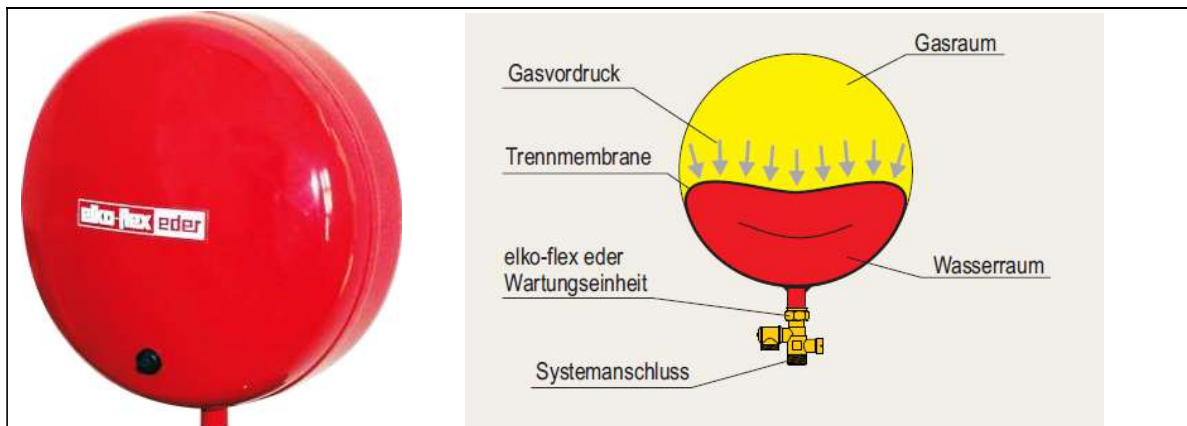 elko-flex eder
Gasraum
Gasvordruck
Trennmembrane
elko-flex eder
Wartungseinheit
Wasserraum
Systemanschluss